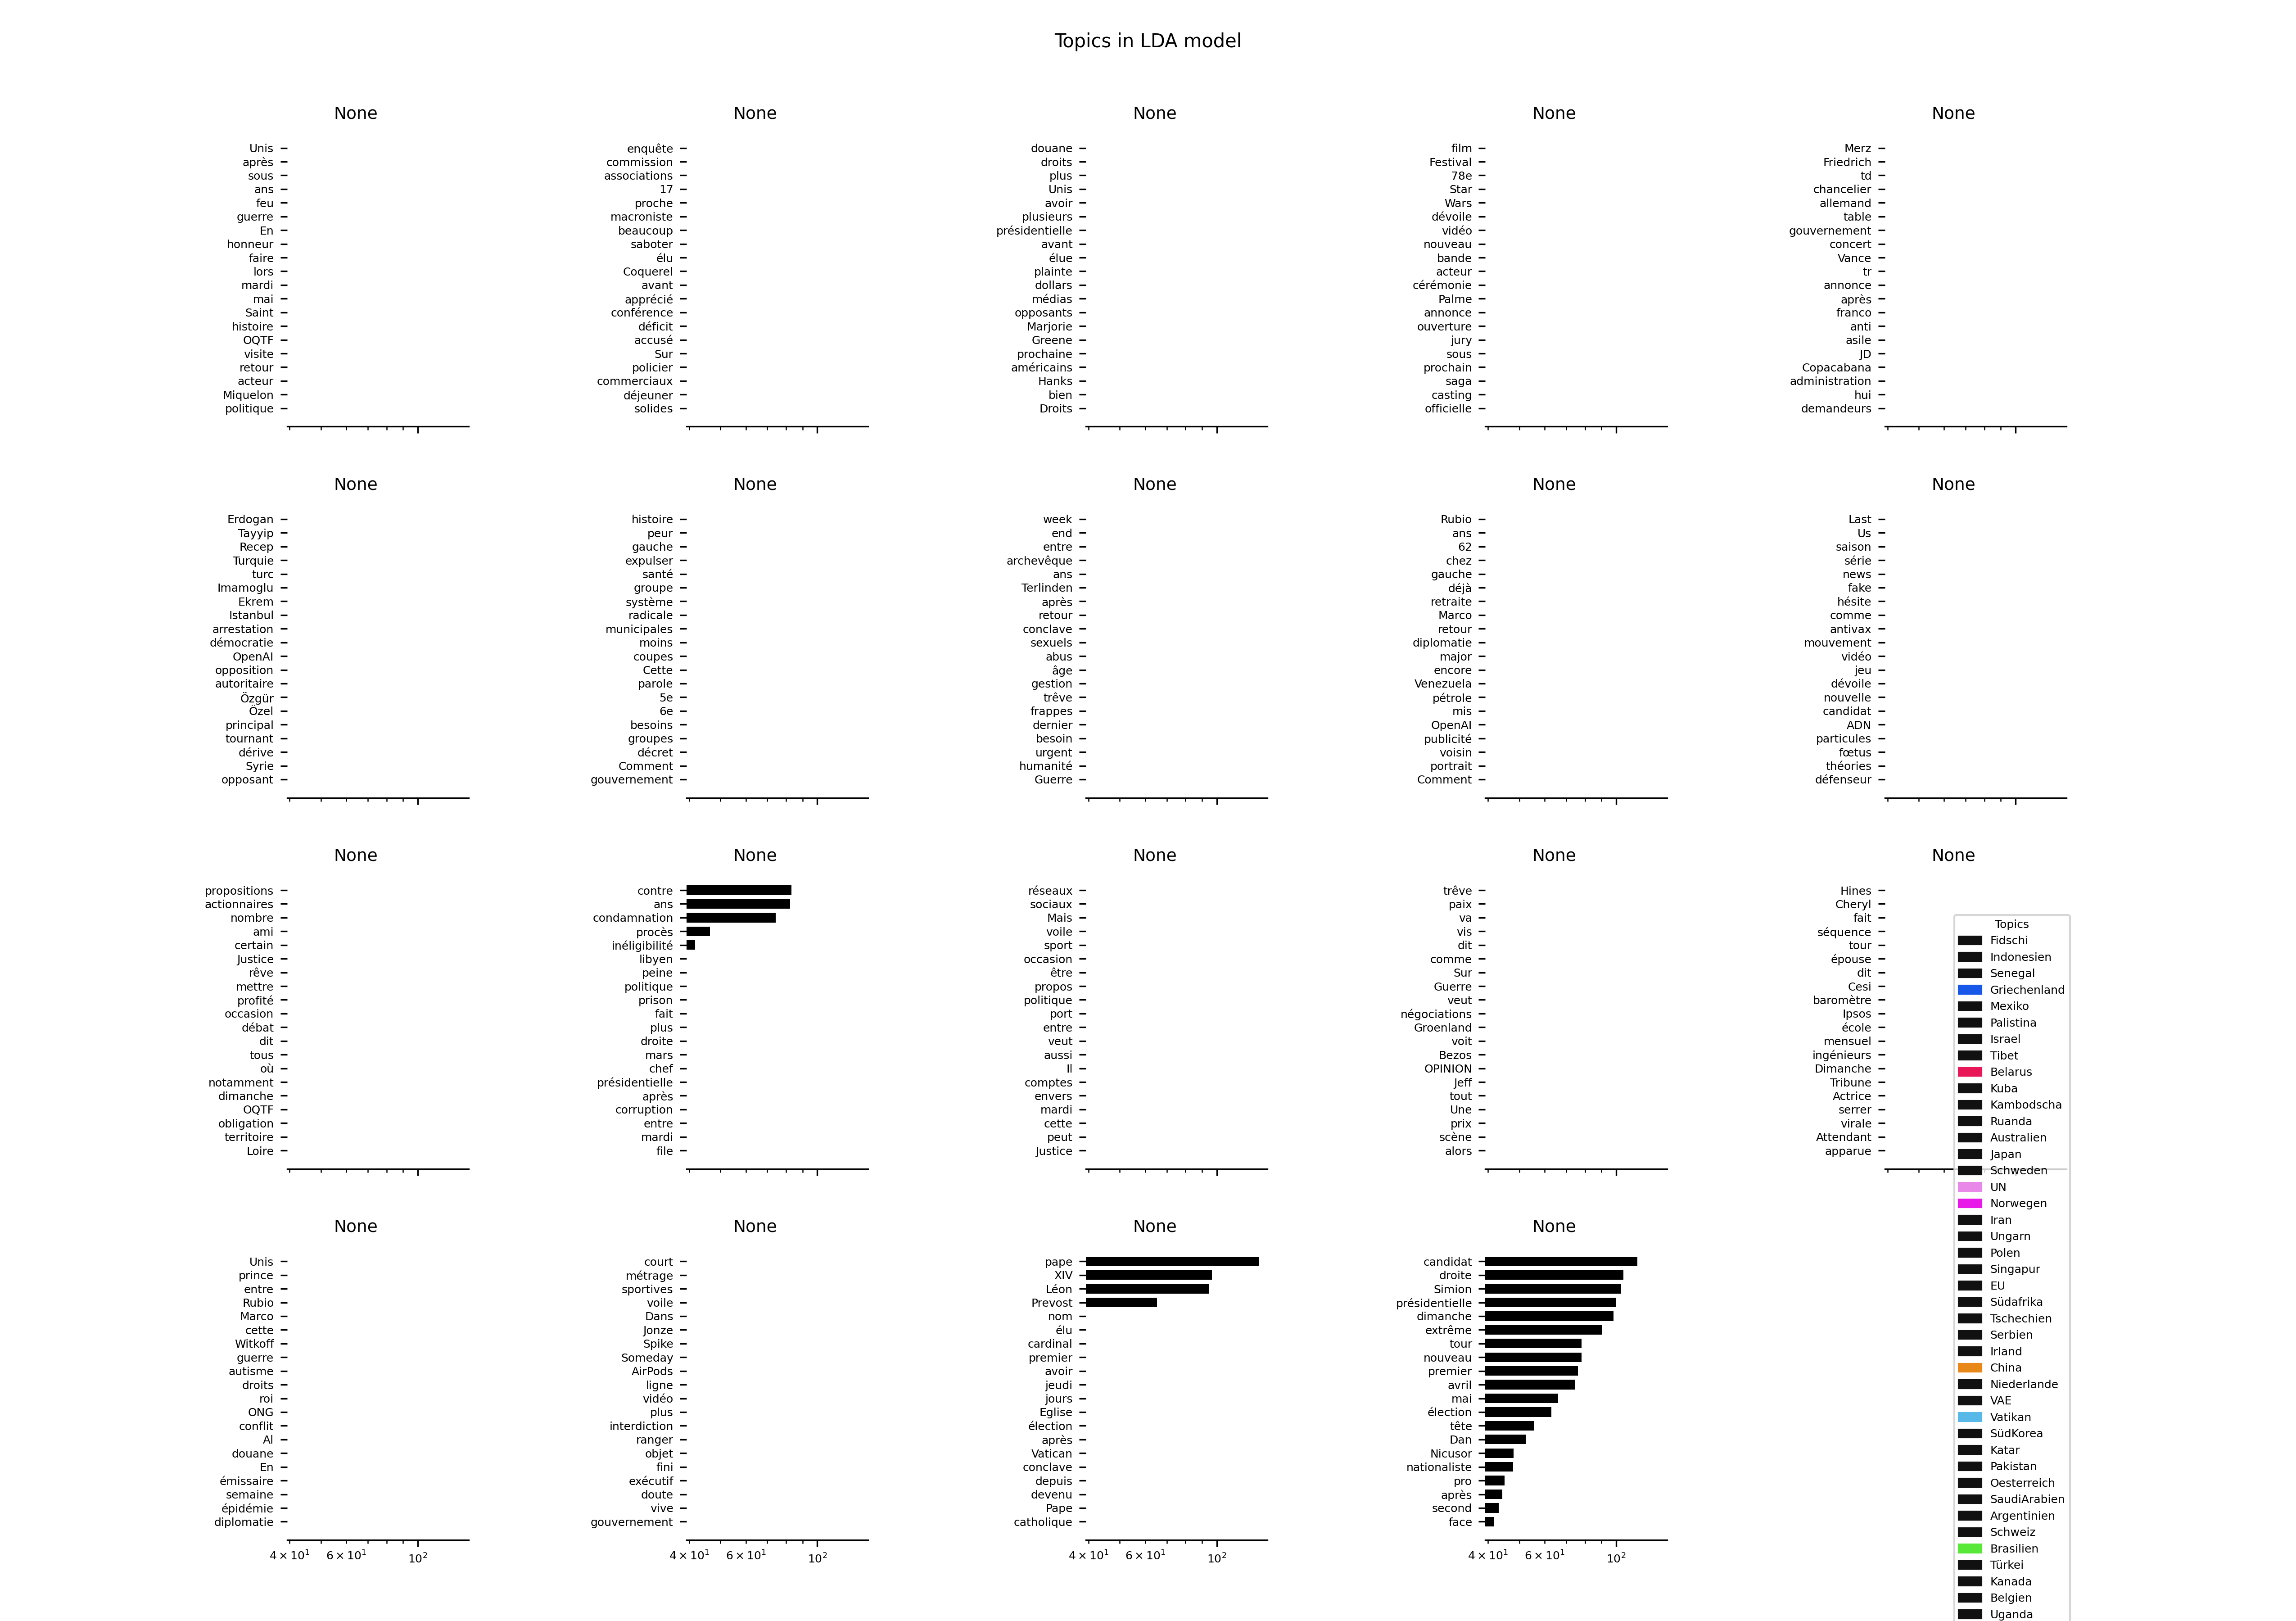 Topics in LDA model
None
Unis
après
sous
ans
feu
guerre
En
honneur
faire
lors
mardi
mai
Saint
histoire
OQTF
visite
retour
acteur
Miquelon
politique
None
enquête
commission
associations
17
proche
macroniste
beaucoup
saboter
élu
Coquerel
avant
apprécié
conférence
déficit
accusé
Sur
policier
commerciaux
déjeuner
solides
None
douane
droits
plus
Unis
avoir
plusieurs
présidentielle
avant
élue
plainte
dollars
médias
opposants
Marjorie
Greene
prochaine
américains
Hanks
bien
Droits
None
film
Festival
78e
Star
Wars
dévoile
vidéo
nouveau
bande
acteur
cérémonie
Palme
annonce
ouverture
jury
sous
prochain
saga
casting
officielle
None
Merz
Friedrich
td
chancelier
allemand
table
gouvernement
concert
Vance
tr
annonce
après
franco
anti
asile
JD
Copacabana
administration
hui
demandeurs
None
Erdogan
Tayyip
Recep
Turquie
turc
Imamoglu
Ekrem
Istanbul
arrestation
démocratie
OpenAI
opposition
autoritaire
Özgür
Özel
principal
tournant
dérive
Syrie
opposant
None
histoire
peur
gauche
expulser
santé
groupe
système
radicale
municipales
moins
coupes
Cette
parole
5e
6e
besoins
groupes
décret
Comment
gouvernement
None
week
end
entre
archevêque
ans
Terlinden
après
retour
conclave
sexuels
abus
âge
gestion
trêve
frappes
dernier
besoin
urgent
humanité
Guerre
None
Rubio
ans
62
chez
gauche
déjà
retraite
Marco
retour
diplomatie
major
encore
Venezuela
pétrole
mis
OpenAI
publicité
voisin
portrait
Comment
None
Last
Us
saison
série
news
fake
hésite
comme
antivax
mouvement
vidéo
jeu
dévoile
nouvelle
candidat
ADN
particules
fœtus
théories
défenseur
None
propositions
actionnaires
nombre
ami
certain
Justice
rêve
mettre
profité
occasion
débat
dit
tous
où
notamment
dimanche
OQTF
obligation
territoire
Loire
None
contre
ans
condamnation
procès
inéligibilité
libyen
peine
politique
prison
fait
plus
droite
mars
chef
présidentielle
après
corruption
entre
mardi
file
None
réseaux
sociaux
Mais
voile
sport
occasion
être
propos
politique
port
entre
veut
aussi
Il
comptes
envers
mardi
cette
peut
Justice
None
trêve
paix
va
vis
dit
comme
Sur
Guerre
veut
négociations
Groenland
voit
Bezos
OPINION
Jeff
tout
Une
prix
scène
alors
None
Hines
Cheryl
fait
séquence
tour
épouse
dit
Cesi
baromètre
Ipsos
école
mensuel
ingénieurs
Dimanche
Tribune
Actrice
serrer
virale
Attendant
apparue
None
Unis
prince
entre
Rubio
Marco
cette
Witkoff
guerre
autisme
droits
roi
ONG
conflit
Al
douane
En
émissaire
semaine
épidémie
diplomatie
4 × 10¹ 6 × 10¹ 10²
None
court
métrage
sportives
voile
Dans
Jonze
Spike
Someday
AirPods
ligne
vidéo
plus
interdiction
ranger
objet
fini
exécutif
doute
vive
gouvernement
4 × 10¹ 6 × 10¹ 10²
None
pape
XIV
Léon
Prevost
nom
élu
cardinal
premier
avoir
jeudi
jours
Eglise
élection
après
Vatican
conclave
depuis
devenu
Pape
catholique
4 × 10¹ 6 × 10¹ 10²
None
candidat
droite
Simion
présidentielle
dimanche
extrême
tour
nouveau
premier
avril
mai
élection
tête
Dan
Nicusor
nationaliste
pro
après
second
face
4 × 10¹ 6 × 10¹ 10²
Topics
Fidschi
Indonesien
Senegal
Griechenland
Mexiko
Palistina
Israel
Tibet
Belarus
Kuba
Kambodscha
Ruanda
Australien
Japan
Schweden
UN
Norwegen
Iran
Ungarn
Polen
Singapur
EU
Südafrika
Tschechien
Serbien
Irland
China
Niederlande
VAE
Vatikan
SüdKorea
Katar
Pakistan
Oesterreich
SaudiArabien
Argentinien
Schweiz
Brasilien
Türkei
Kanada
Belgien
Uganda